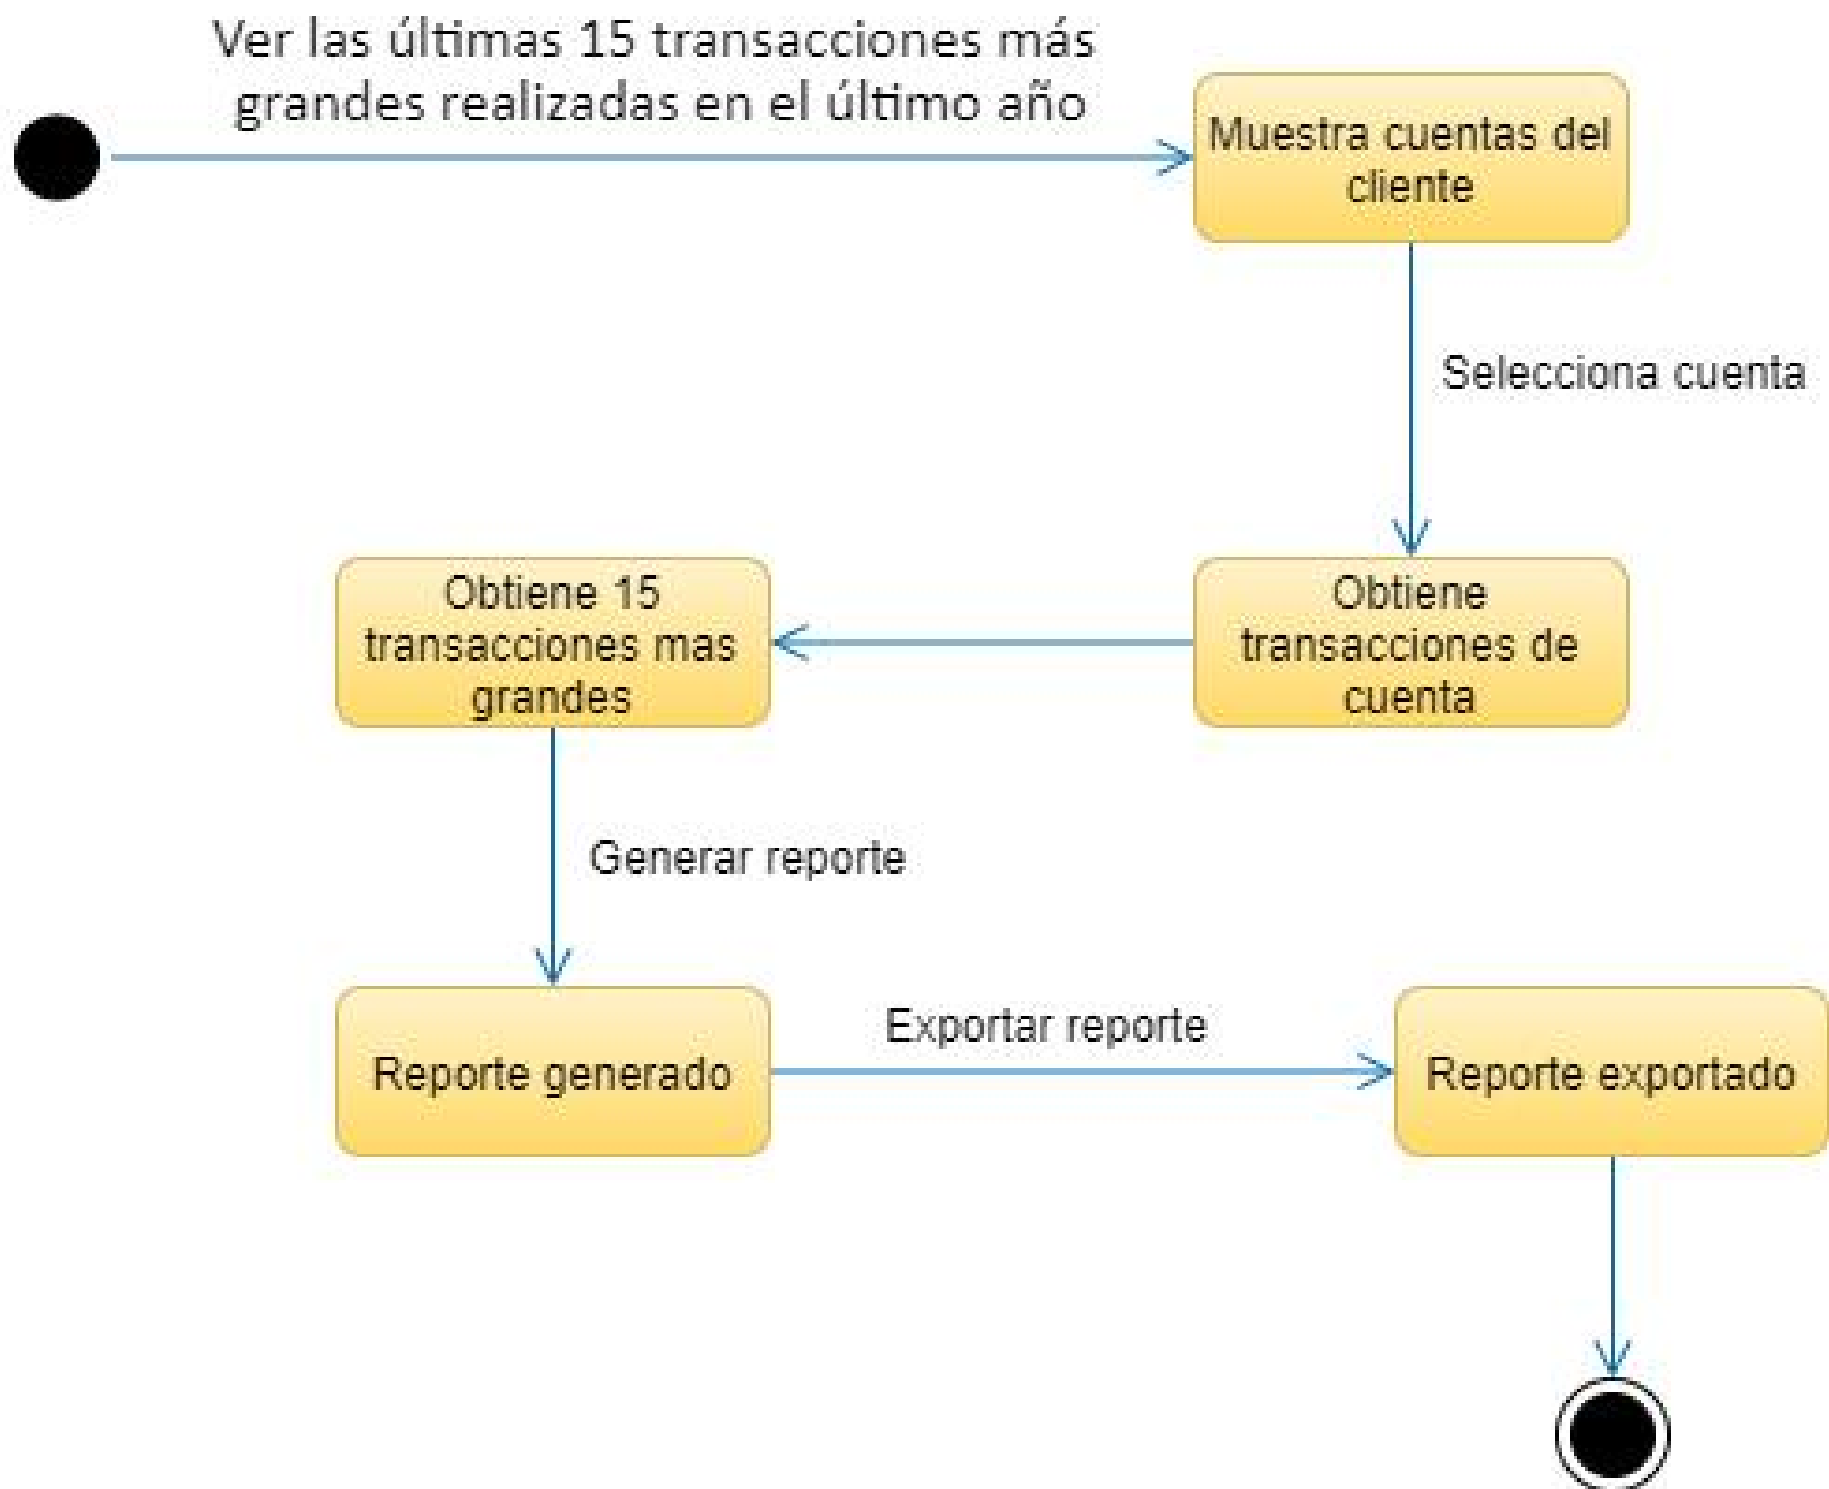 Ver las últimas 15 transacciones más
grandes realizadas en el último año
Muestra cuentas del
cliente
Selecciona cuenta
Obtiene
transacciones de
cuenta
Obtiene 15
transacciones mas
grandes
Generar reporte
Reporte generado
Exportar reporte
Reporte exportado